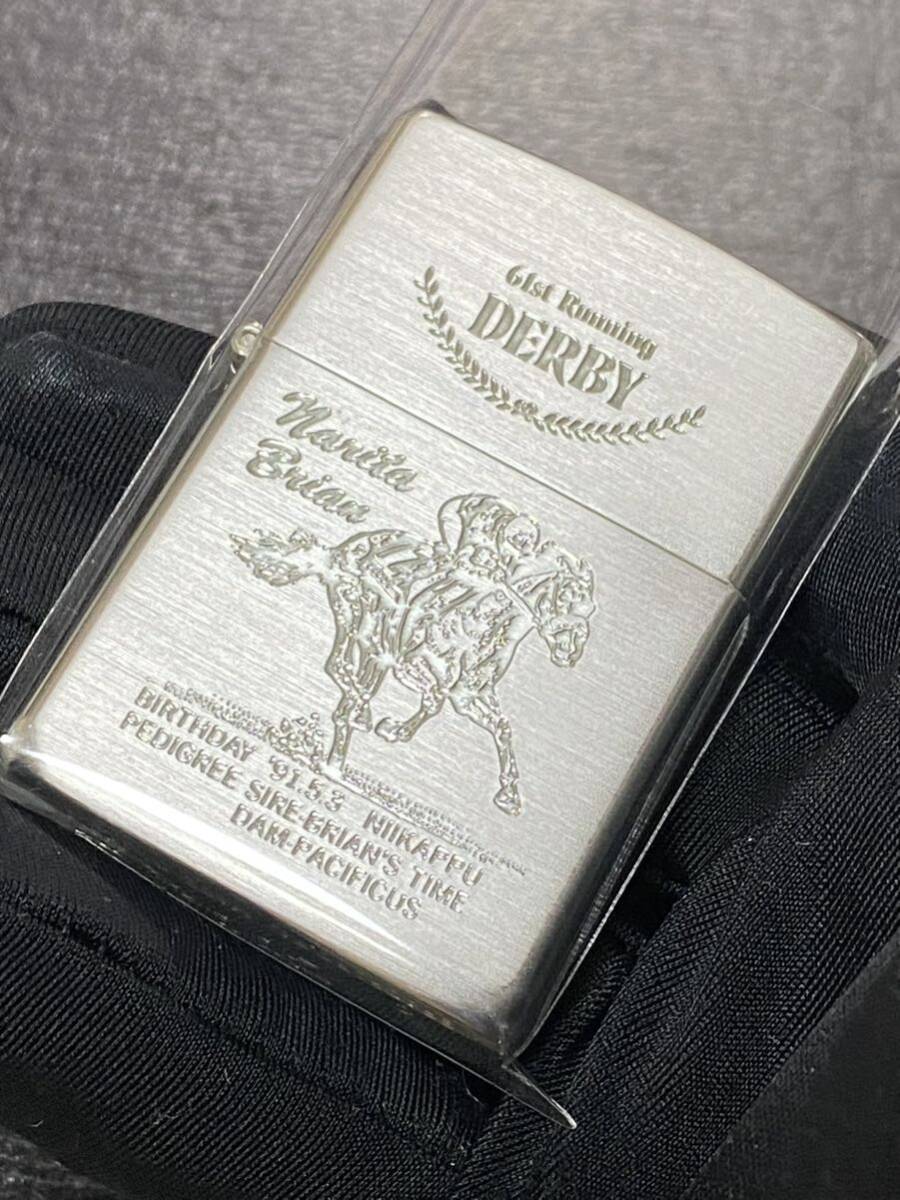 61st Running
DERBY
Narita
Brian
BIRTHDAY '91.5.3 NIIKAPPU
PEDIGREE SIRE-BRIAN'S TIME
DAM-PACIFICUS